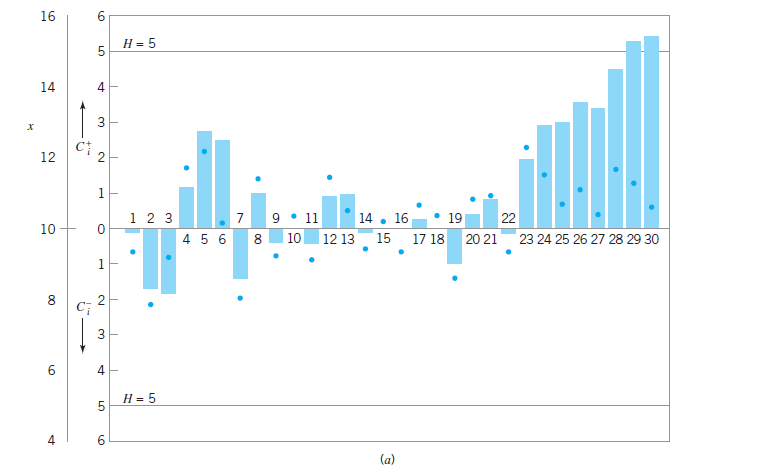 16 6
H = 5
5
14 4
3
x
C_i^+
12 2
1
1 2 3 7 9 11 14 16 19 22
10 0
4 5 6 8 10 12 13 15 17 18 20 21 23 24 25 26 27 28 29 30
1
8 C_i^- 2
3
6 4
H = 5
5
4 6
(a)